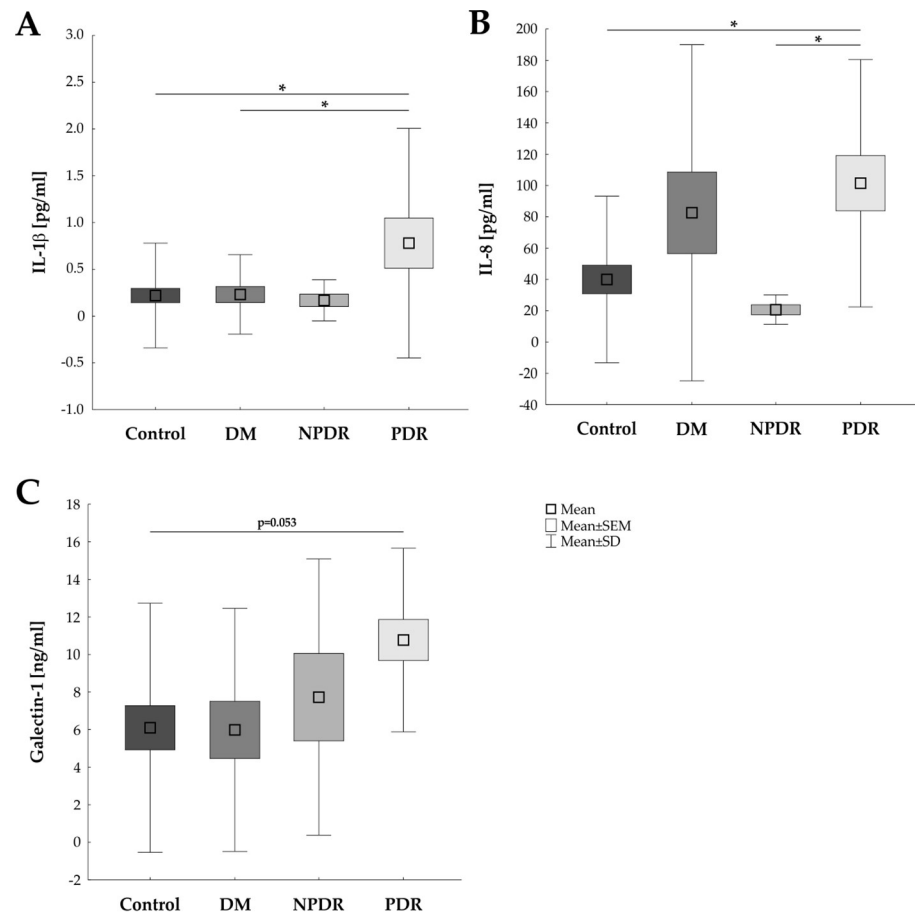 A
IL-1β [pg/ml]
3.0
2.5
2.0
1.5
1.0
0.5
0
-0.5
-1.0
*
*
Control DM NPDR PDR
B
IL-8 [pg/ml]
200
180
160
140
120
100
80
60
40
20
0
-20
-40
*
*
Control DM NPDR PDR
C
Galectin-1 [ng/ml]
18
16
14
12
10
8
6
4
2
0
-2
p=0.053
Control DM NPDR PDR
Mean
Mean±SEM
Mean±SD